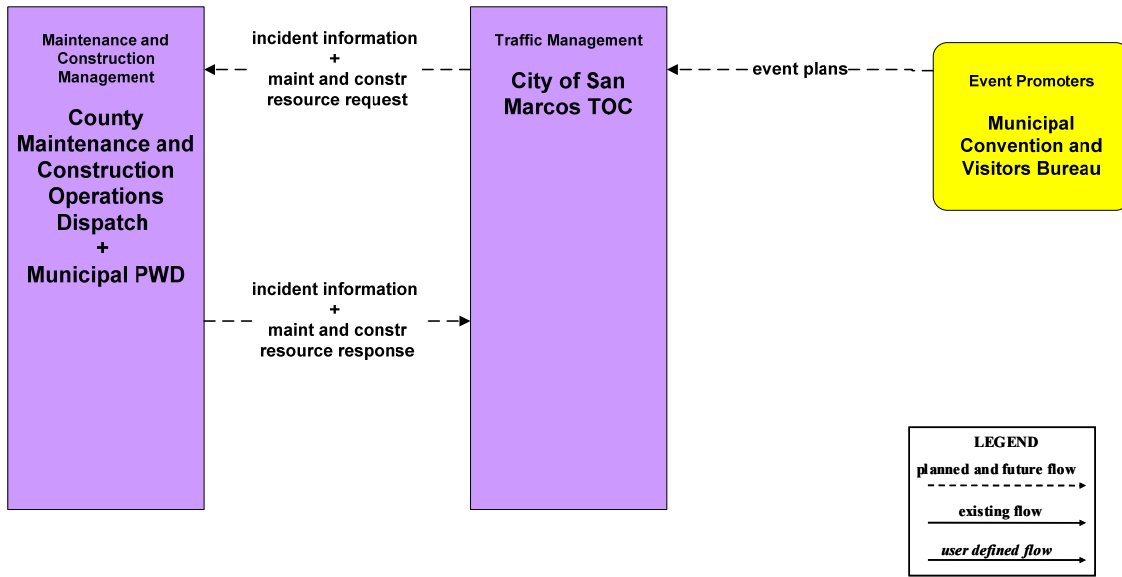 Maintenance and
Construction
Management
County
Maintenance and
Construction
Operations
Dispatch
+
Municipal PWD
incident information
+
maint and constr
resource request
incident information
+
maint and constr
resource response
Traffic Management
City of San
Marcos TOC
event plans
Event Promoters
Municipal
Convention and
Visitors Bureau
LEGEND
planned and future flow
existing flow
user defined flow